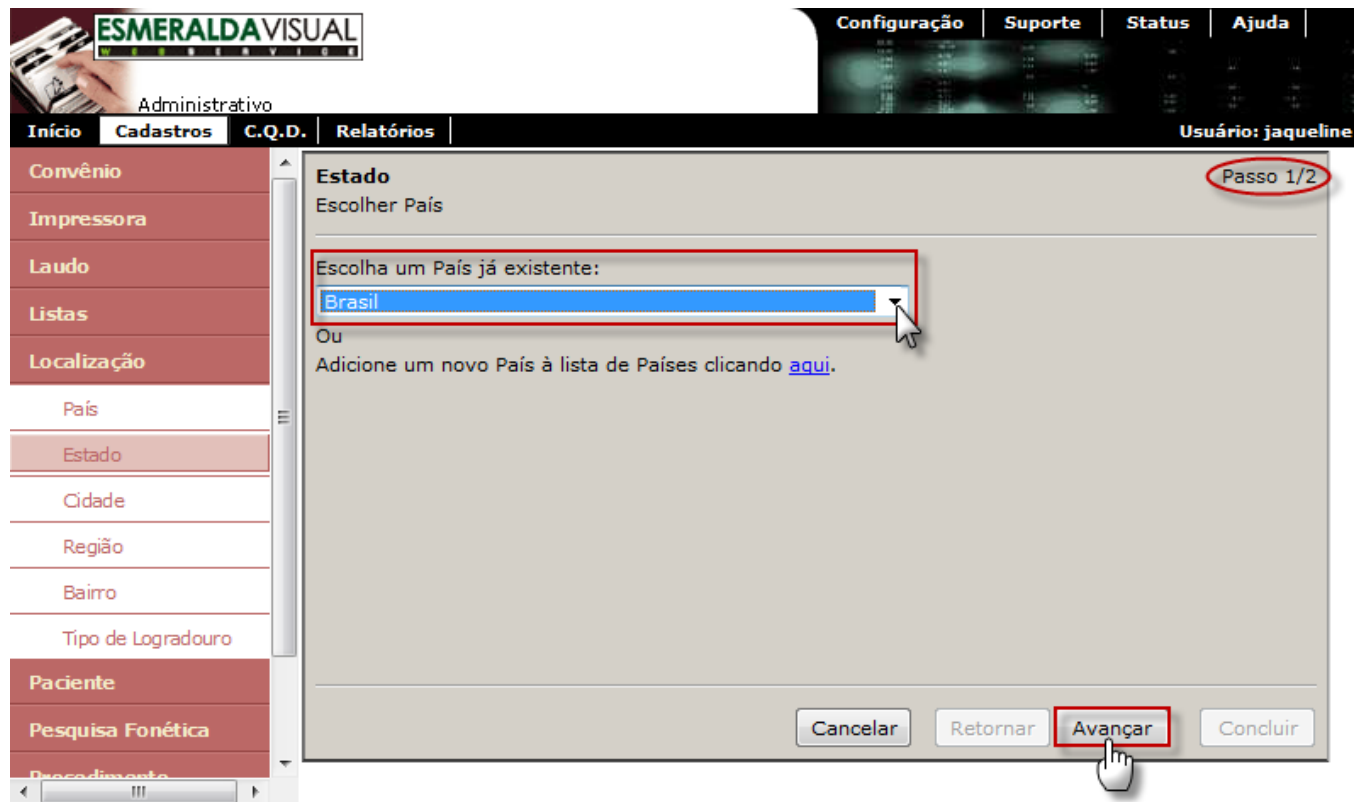 ESMERALDAVISUAL
WEBSERVICE
Administrativo
Configuração Suporte Status Ajuda
Início Cadastros C.Q.D. Relatórios
Usuário: jaqueline
Convênio
Impressora
Laudo
Listas
Localização
País
Estado
Cidade
Região
Bairro
Tipo de Logradouro
Paciente
Pesquisa Fonética
Procedimento
Estado
Passo 1/2
Escolher País
Escolha um País já existente:
Brasil
Ou
Adicione um novo País à lista de Países clicando aqui.
Cancelar Retornar Avançar Concluir